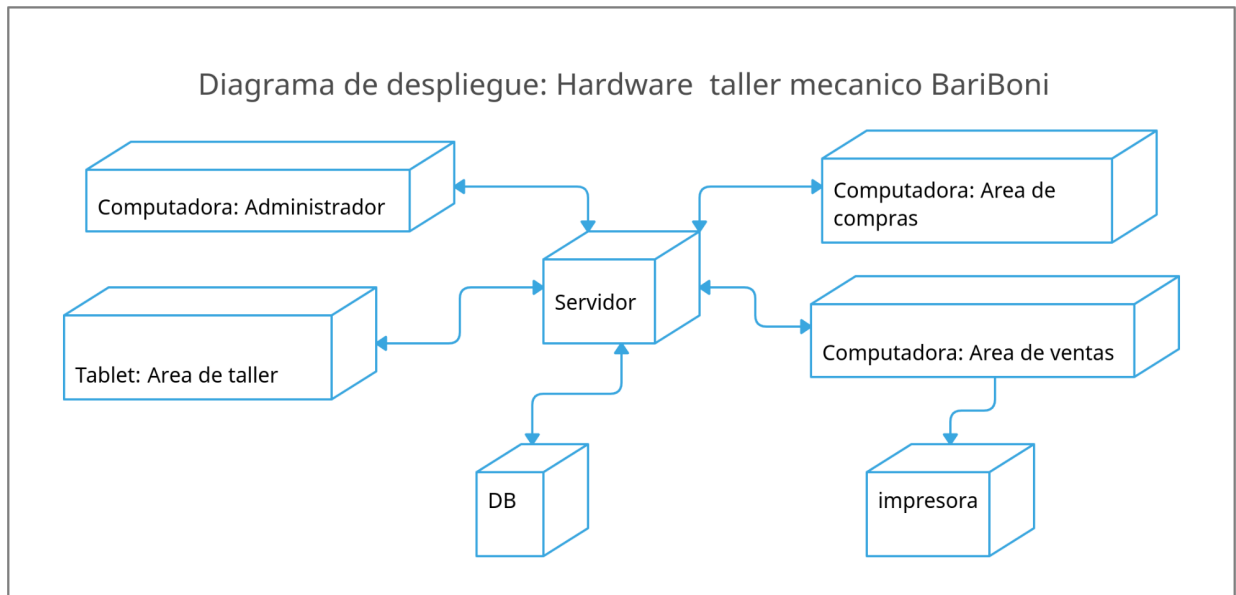 Diagrama de despliegue: Hardware  taller mecanico BariBoni
Computadora: Administrador
Computadora: Area de
compras
Servidor
Tablet: Area de taller
Computadora: Area de ventas
DB
impresora